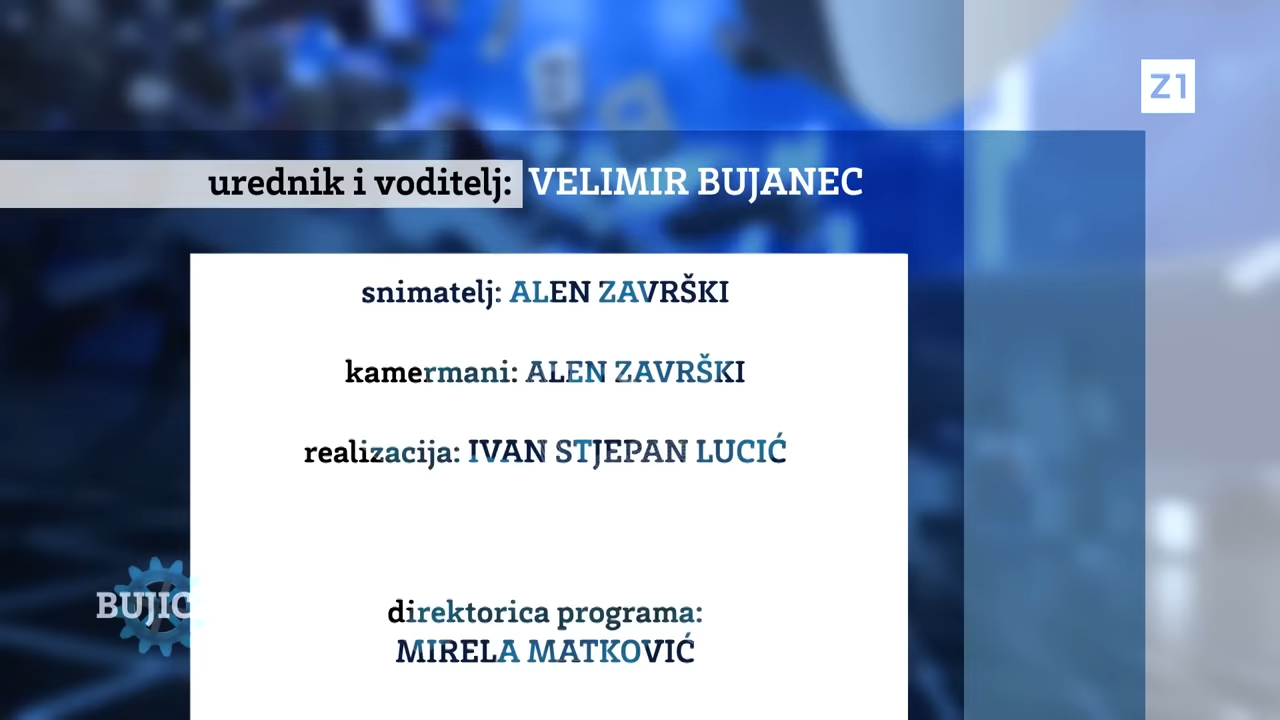 Z1
urednik i voditelj: VELIMIR BUJANEC
snimatelj: ALEN ZAVRŠKI
kamermani: ALEN ZAVRŠKI
realizacija: IVAN STJEPAN LUCIĆ
BUJIC
direktorica programa:
MIRELA MATKOVIĆ